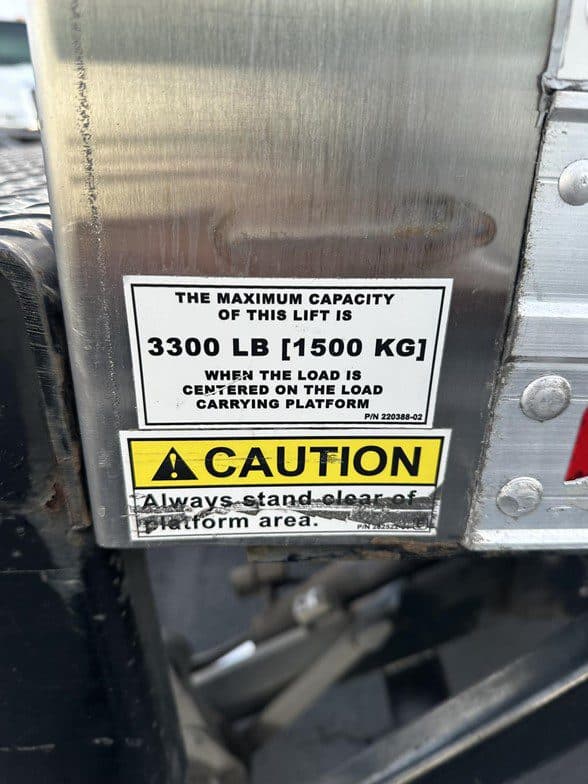 THE MAXIMUM CAPACITY
OF THIS LIFT IS
3300 LB [1500 KG]
WHEN THE LOAD IS
CENTERED ON THE LOAD
CARRYING PLATFORM
P/N 220388-02
CAUTION
Always stand clear of
platform area.
P/N